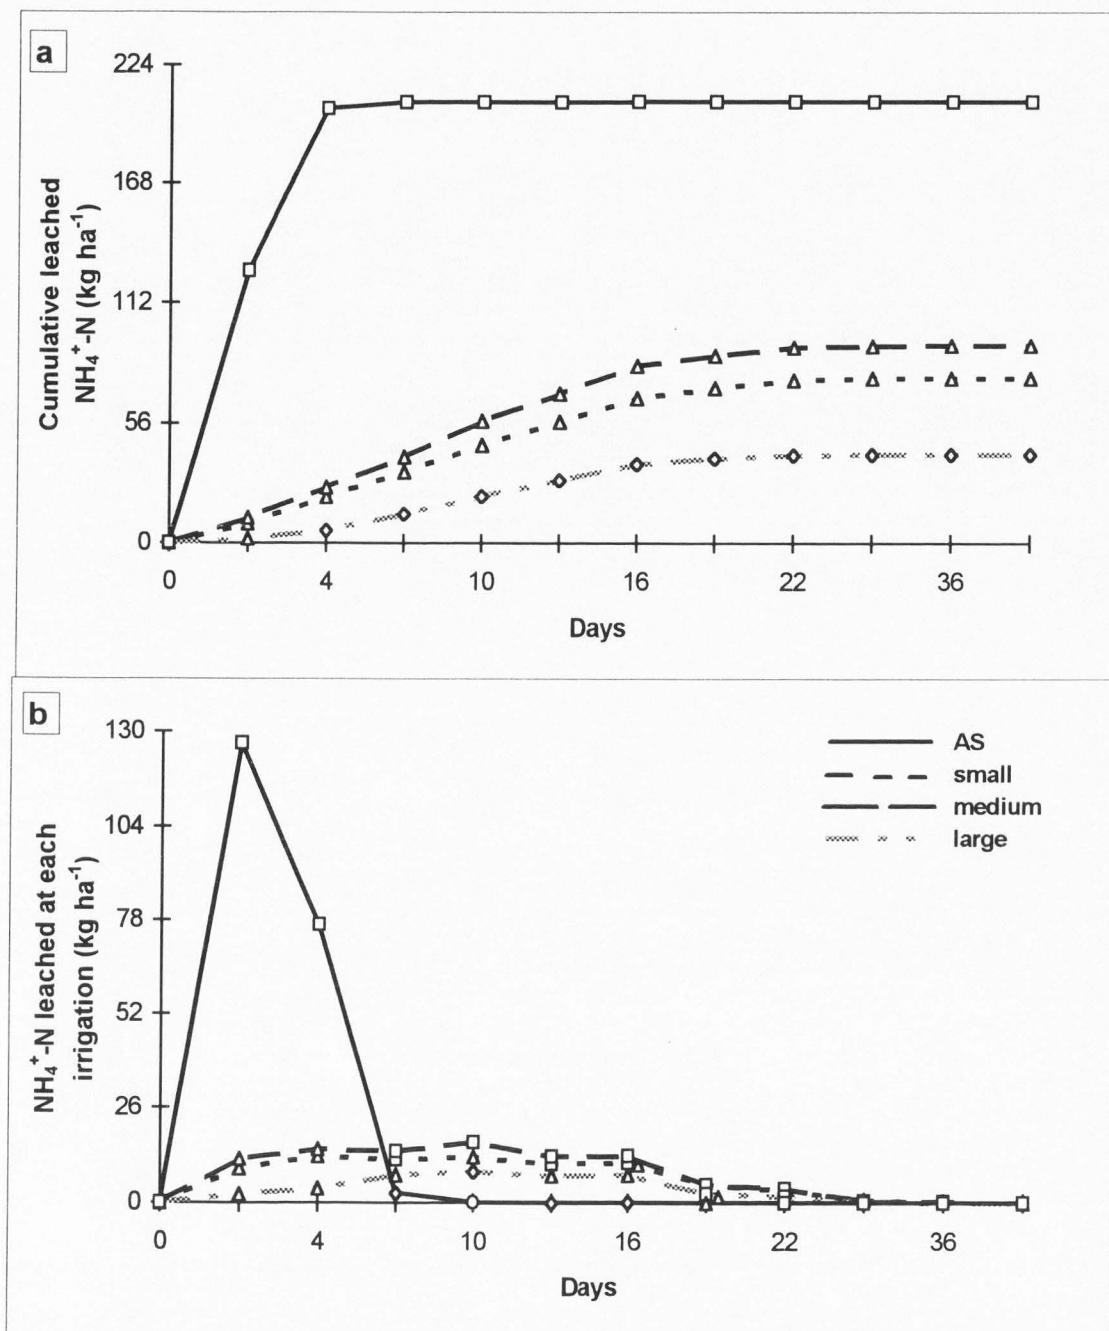 a
224
168
112
56
0
Cumulative leached
NH₄⁺-N (kg ha⁻¹)
0 4 10 16 22 36
Days
b
130
104
78
52
26
0
NH₄⁺-N leached at each
irrigation (kg ha⁻¹)
AS
small
medium
large
0 4 10 16 22 36
Days